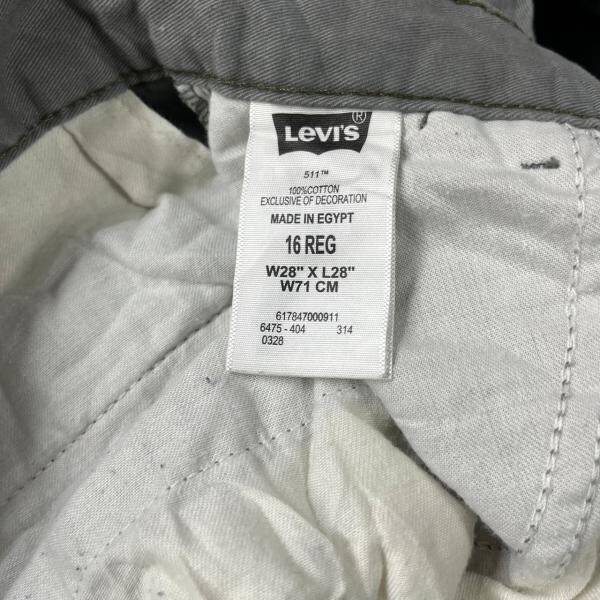 LEVI'S®
511™
100%COTTON
EXCLUSIVE OF DECORATION
MADE IN EGYPT
16 REG
W28" X L28"
W71 CM
617847000911
6475 - 404 314
0328